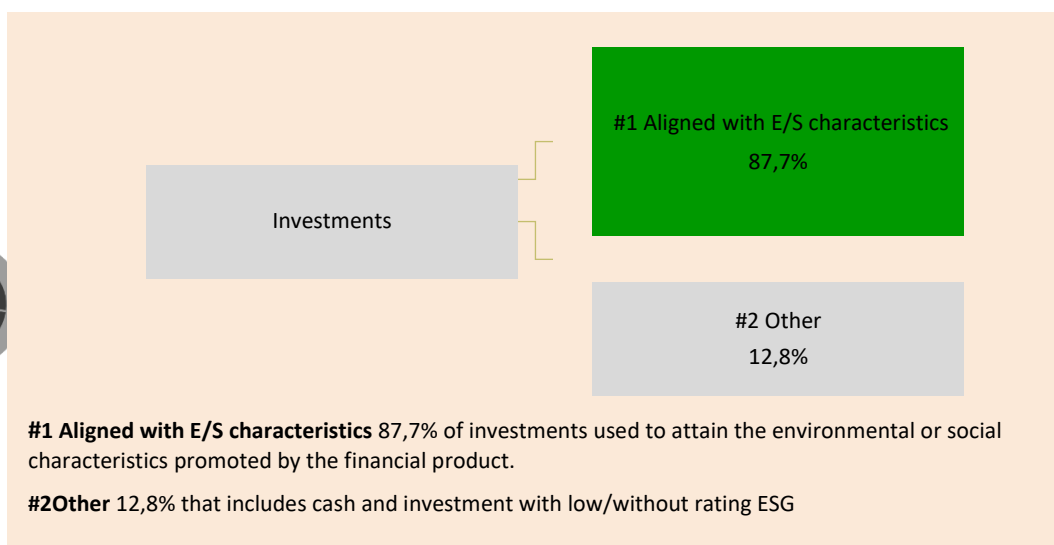 #1 Aligned with E/S characteristics
87,7%
Investments
#2 Other
12,8%
#1 Aligned with E/S characteristics 87,7% of investments used to attain the environmental or social
characteristics promoted by the financial product.
#2Other 12,8% that includes cash and investment with low/without rating ESG